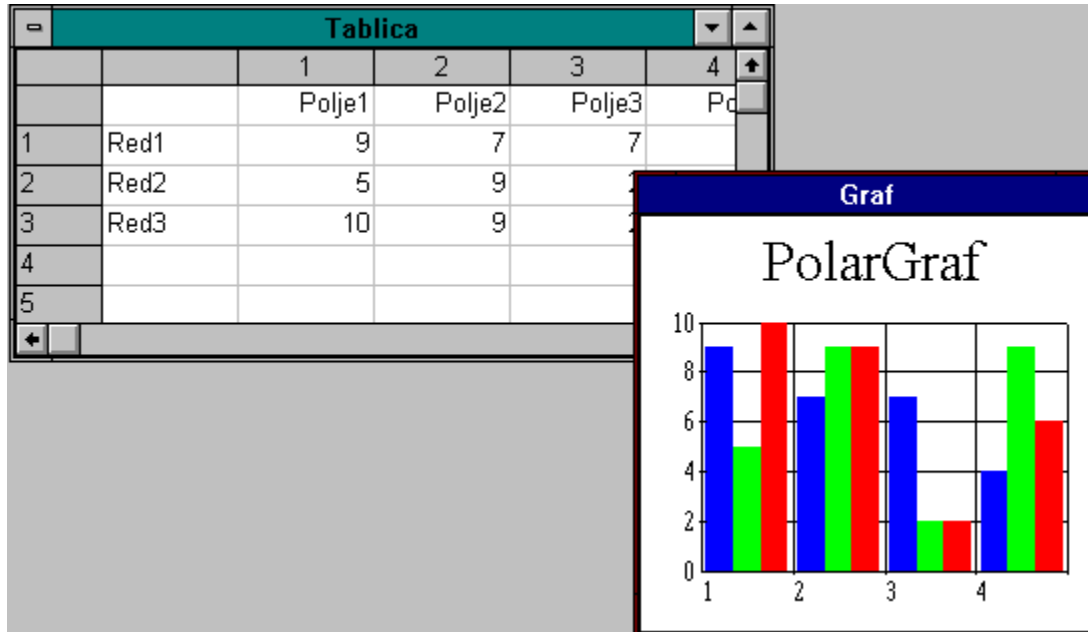 Tablica
1 2 3 4
Polje1 Polje2 Polje3
1 Red1 9 7 7
2 Red2 5 9
3 Red3 10 9
4
5
Graf
PolarGraf
10
8
6
4
2
0
1 2 3 4